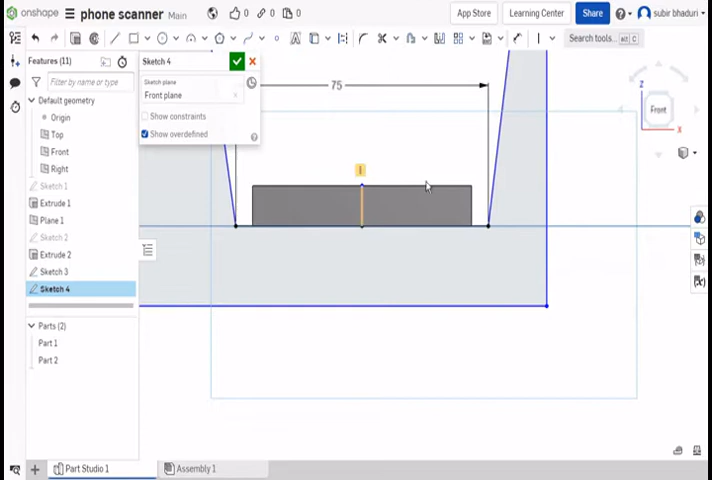 onshape phone scanner Main 0 0 0 App Store Learning Center Share subir bhaduri
Search tools... alt C
Features (11)
Filter by name or type
Default geometry
Origin
Top
Front
Right
Sketch 1
Extrude 1
Plane 1
Sketch 2
Extrude 2
Sketch 3
Sketch 4
Parts (2)
Part 1
Part 2
Sketch 4
Sketch plane
Front plane
Show constraints
Show overdefined
75
Z
Front
X
Part Studio 1
Assembly 1